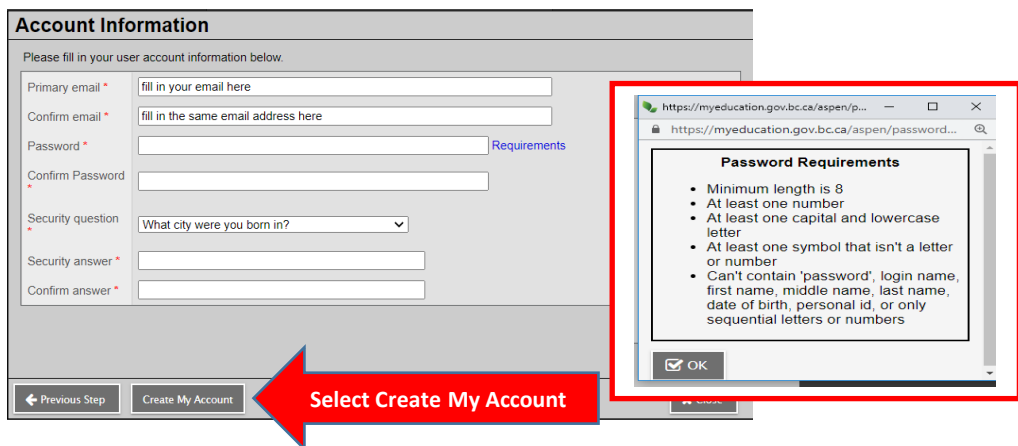 Account Information
Please fill in your user account information below.
Primary email *
fill in your email here
Confirm email *
fill in the same email address here
Password *
Requirements
Confirm Password
*
Security question
*
What city were you born in?
Security answer *
Confirm answer *
Previous Step
Create My Account
Select Create My Account
Close
https://myeducation.gov.bc.ca/aspen/p...
https://myeducation.gov.bc.ca/aspen/password...
Password Requirements
• Minimum length is 8
• At least one number
• At least one capital and lowercase
letter
• At least one symbol that isn't a letter
or number
• Can't contain 'password', login name,
first name, middle name, last name,
date of birth, personal id, or only
sequential letters or numbers
OK